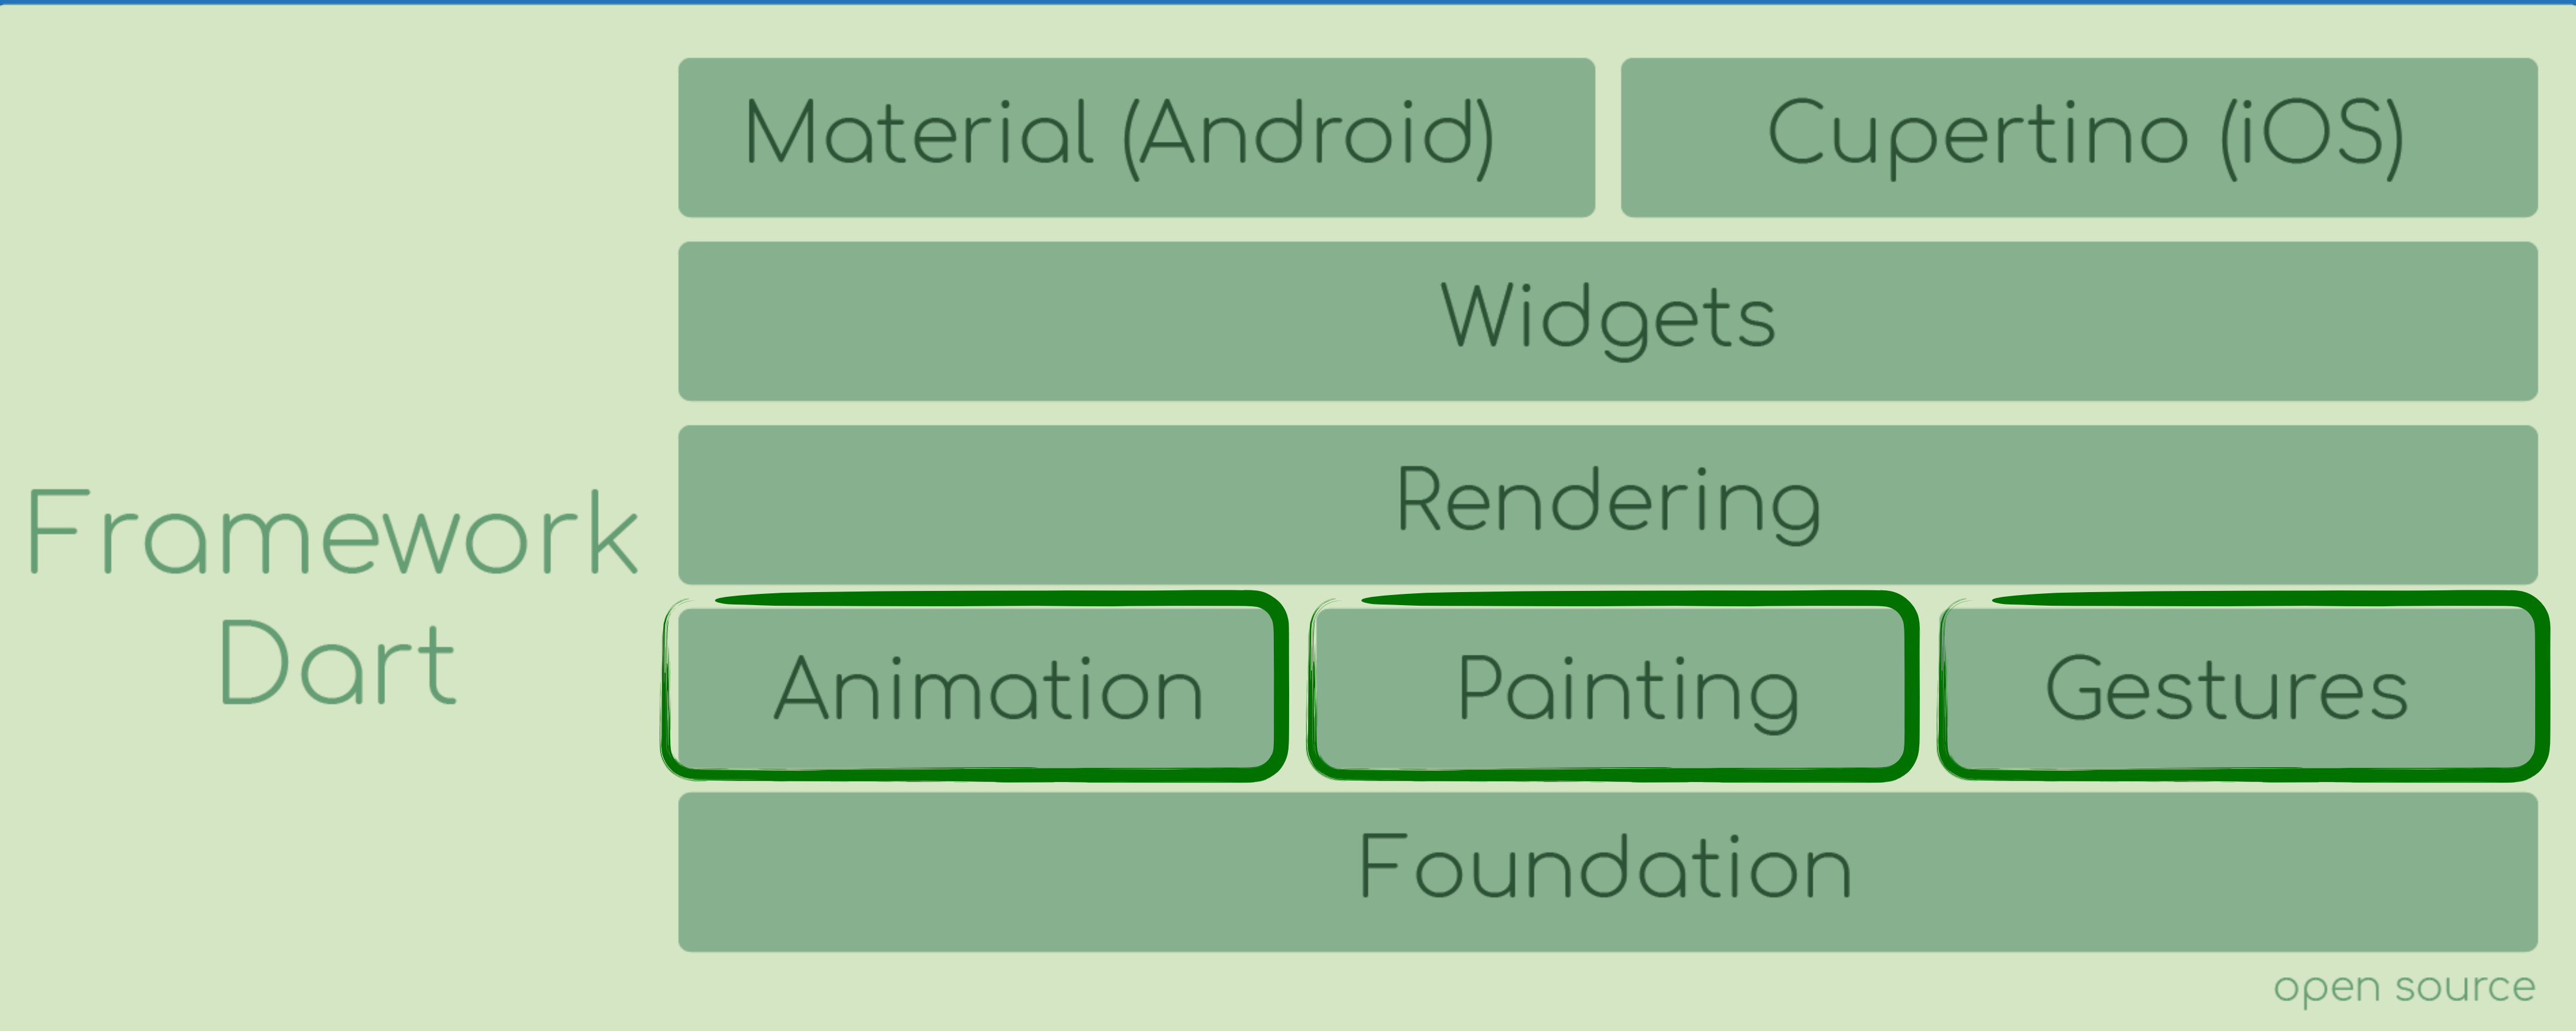 Material (Android)
Cupertino (iOS)
Widgets
Rendering
Framework
Dart
Animation
Painting
Gestures
Foundation
open source